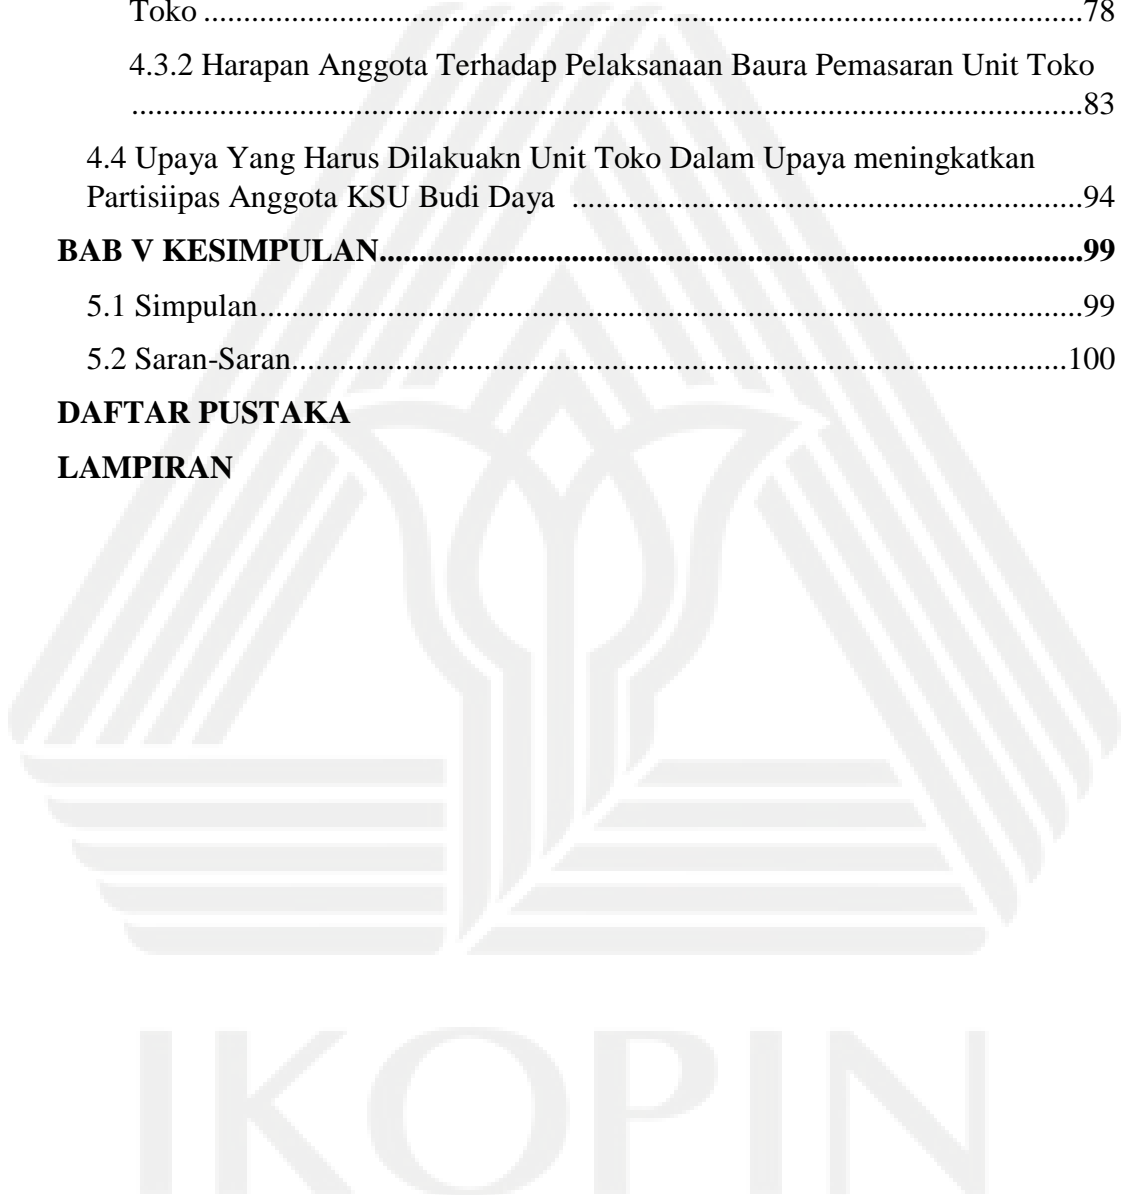 Toko ..............................................................................................................78
4.3.2 Harapan Anggota Terhadap Pelaksanaan Baura Pemasaran Unit Toko
.......................................................................................................................83
4.4 Upaya Yang Harus Dilakuakn Unit Toko Dalam Upaya meningkatkan
Partisiipas Anggota KSU Budi Daya ................................................................94
BAB V KESIMPULAN........................................................................................99
5.1 Simpulan.......................................................................................................99
5.2 Saran-Saran.................................................................................................100
DAFTAR PUSTAKA
LAMPIRAN
IKOPIN